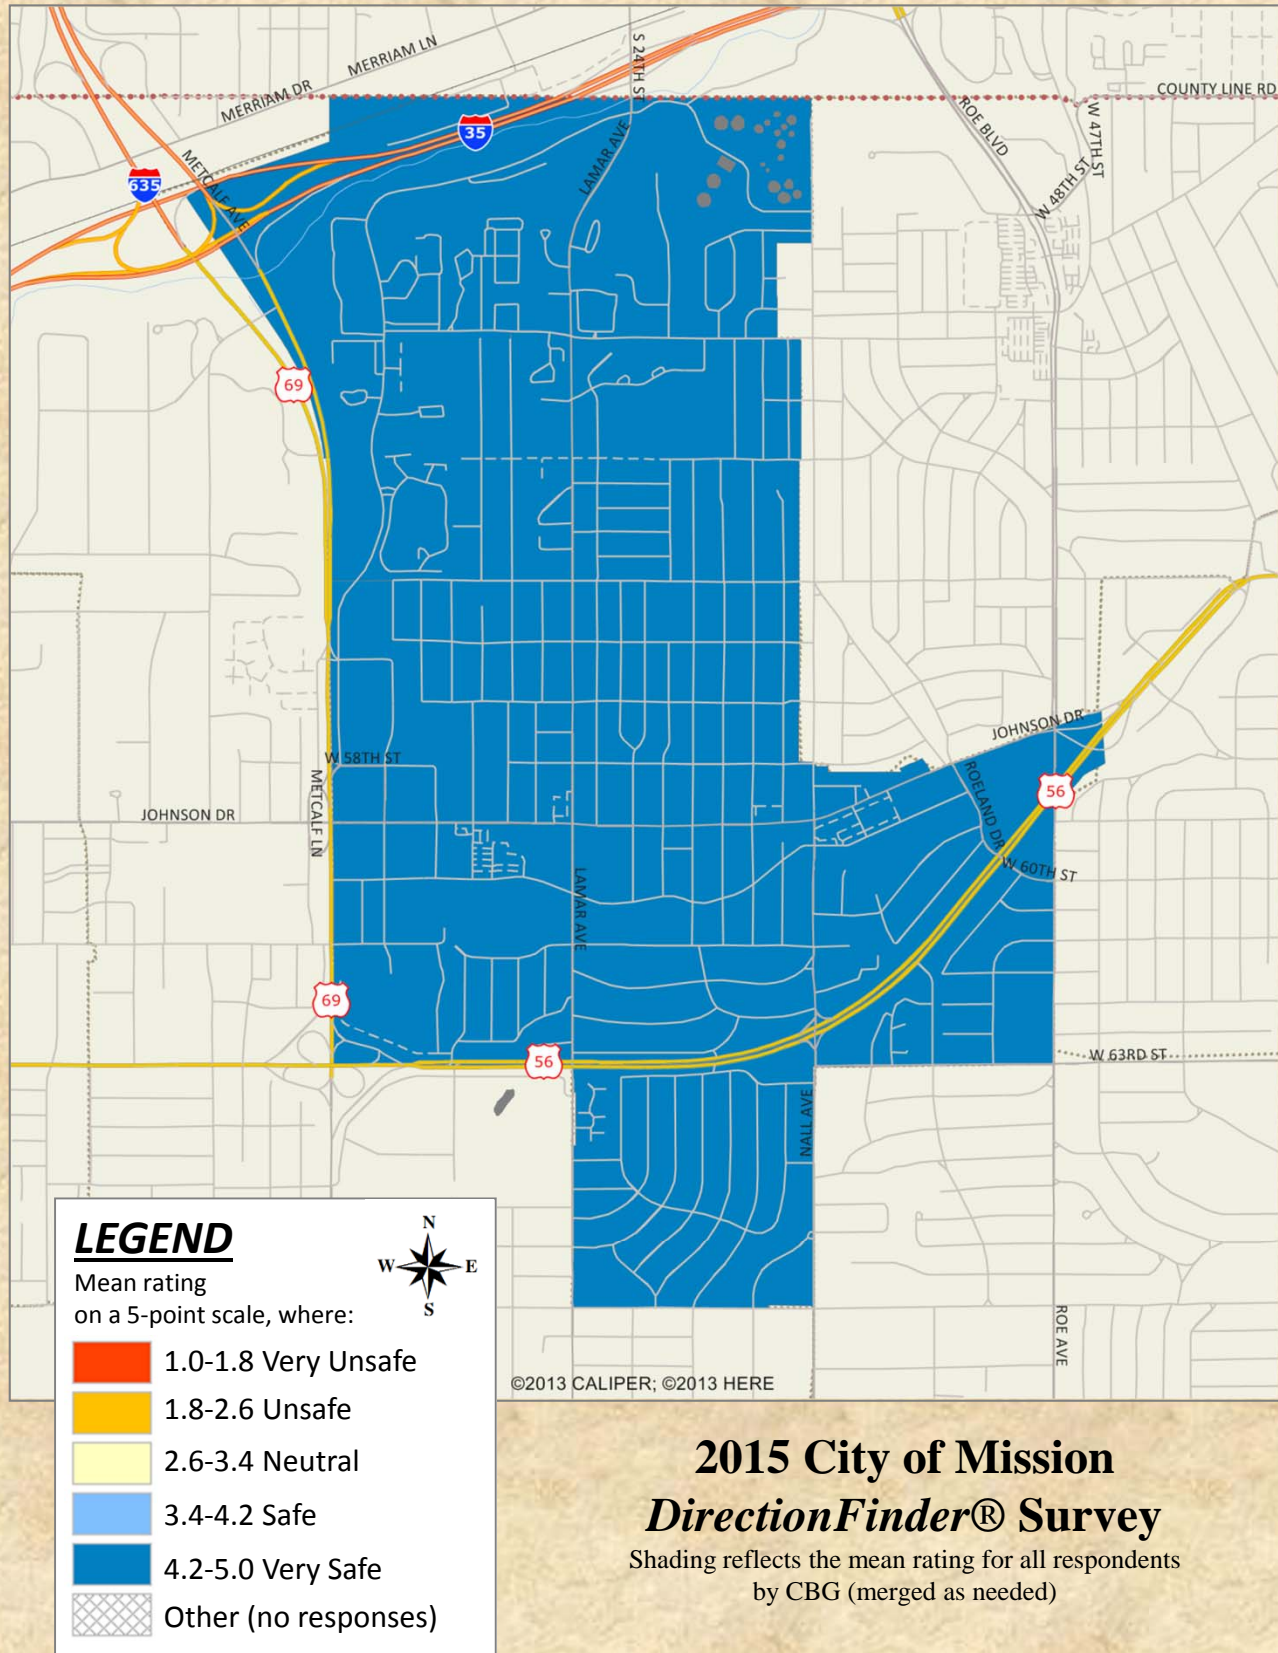 MERRIAM LN
S 24TH ST
MERRIAM DR
COUNTY LINE RD
ROE BLVD
W 47TH ST
35
LAMAR AVE
METCALF AVE
635
W 48TH ST
69
JOHNSON DR
W 58TH ST
ROELAND DR
56
METCALF LN
JOHNSON DR
W 60TH ST
LAMAR AVE
69
56
W 63RD ST
NALL AVE
ROE AVE
©2013 CALIPER; ©2013 HERE
LEGEND
N
W E
S
Mean rating
on a 5-point scale, where:
1.0-1.8 Very Unsafe
1.8-2.6 Unsafe
2.6-3.4 Neutral
3.4-4.2 Safe
4.2-5.0 Very Safe
Other (no responses)
2015 City of Mission
DirectionFinder® Survey
Shading reflects the mean rating for all respondents
by CBG (merged as needed)